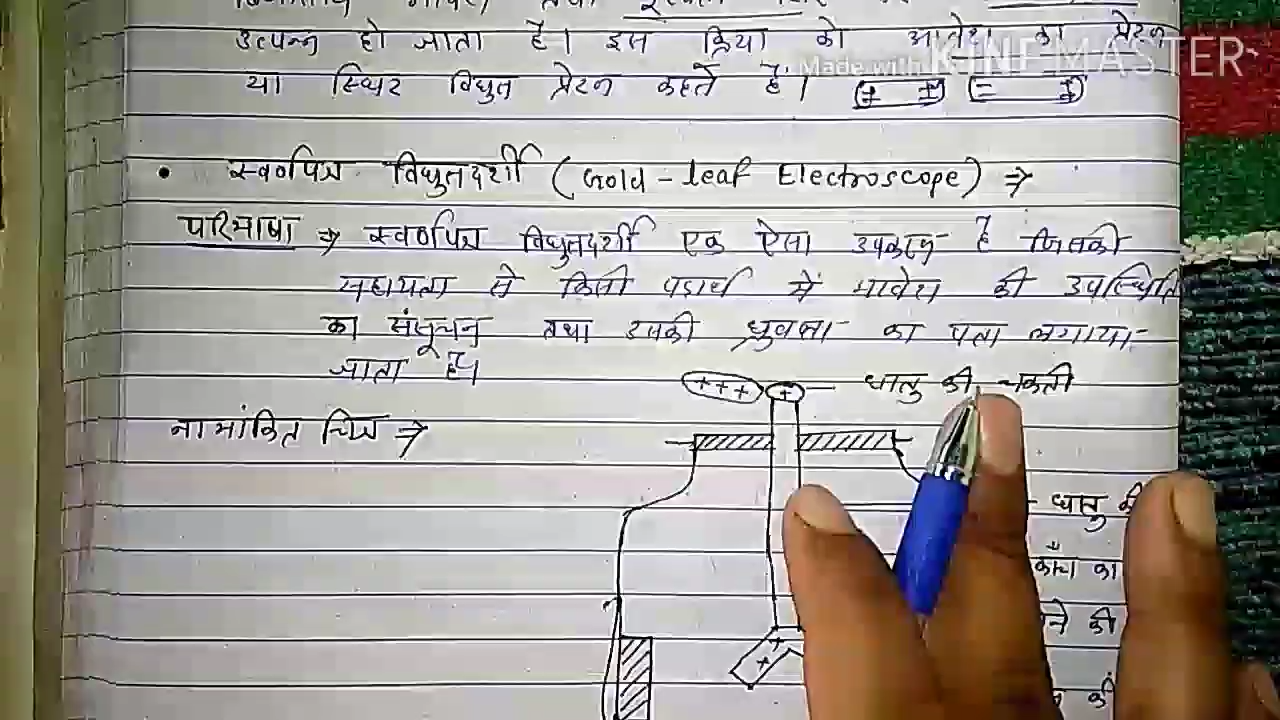 उत्पन्न हो जाता है। इस क्रिया को आवेश का प्रेरण
Made with KINEMASTER
या स्थिर विधुत प्रेरण कहते हैं।
• स्वर्णपत्रि विधुतदर्शी (Gold-leaf Electroscope) ⇒
परिभाषा ⇒ स्वर्णपत्रि विधुतदर्शी एक ऐसा उपकरण है जिसकी
सहायता से किसी पदार्थ में आवेश की उपस्थिति
का संसूचन तथा उसकी ध्रुवता का पता लगाया
जाता है।
+++ + धातु की चकती
नामांकित चित्र ⇒
धातु की
काँच का
ने की
+ +